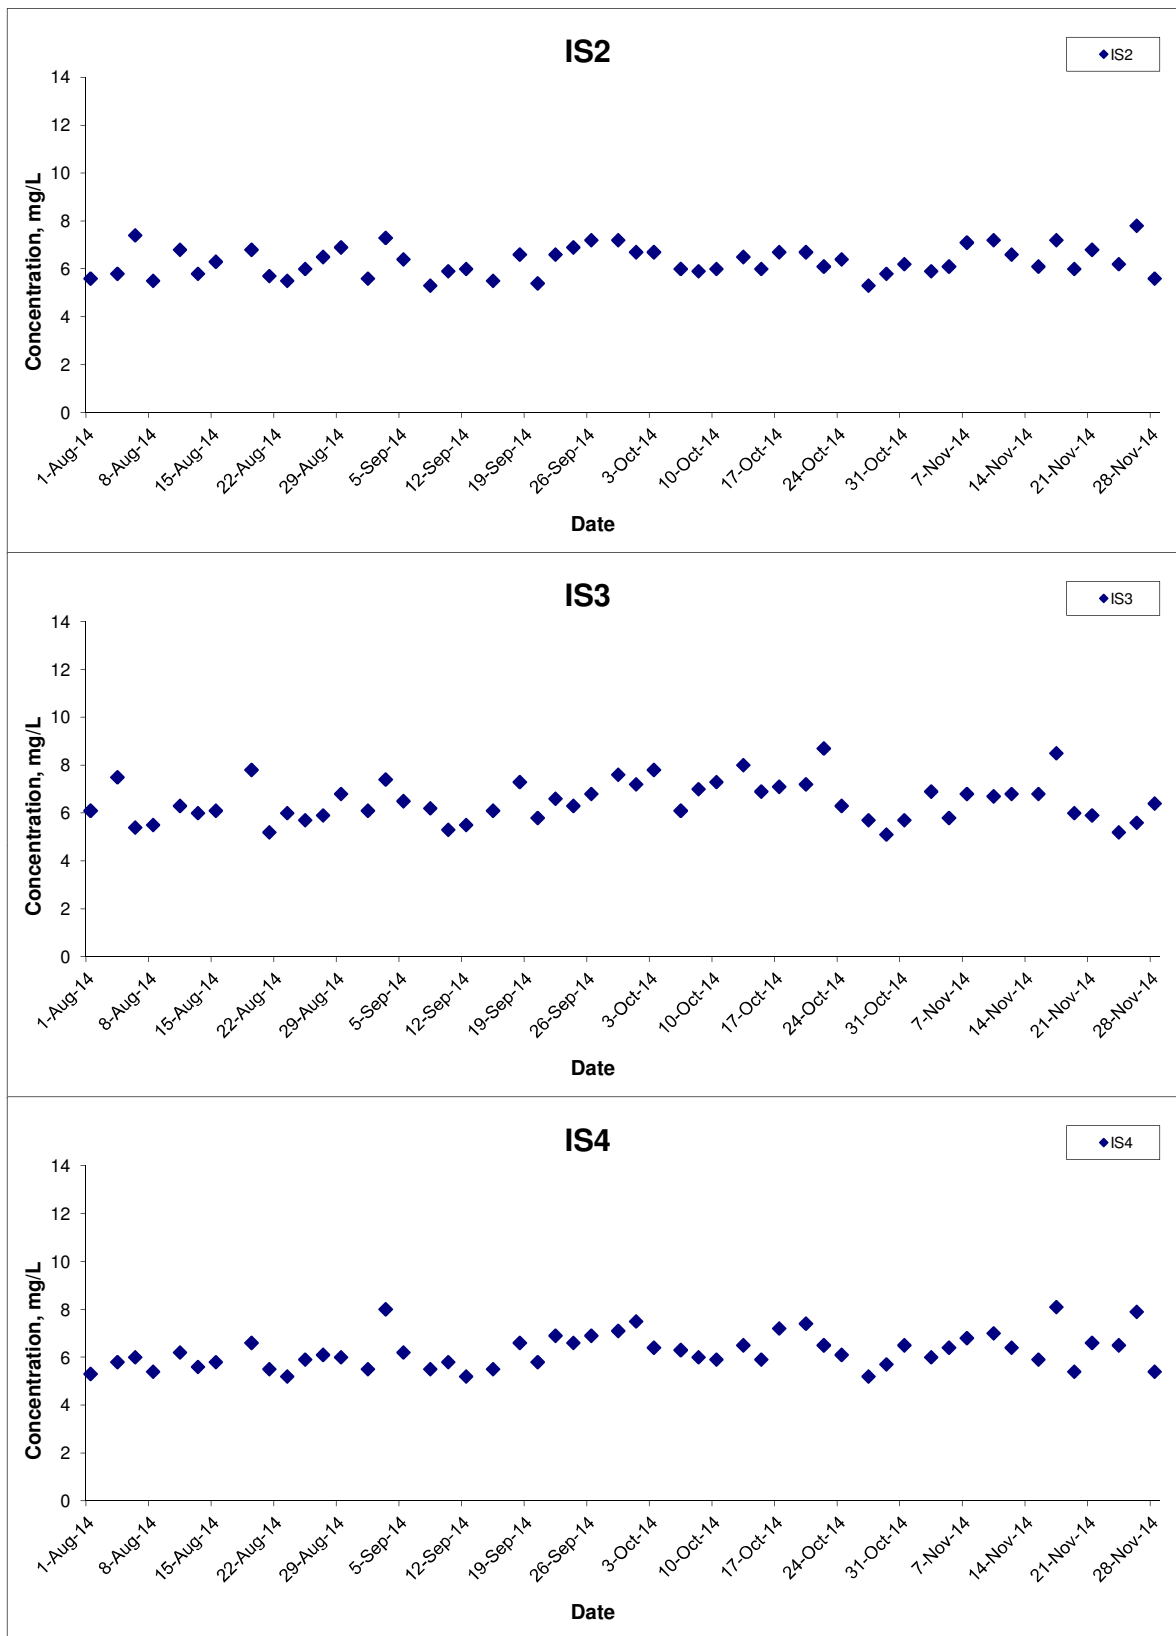 IS2
IS2
14
12
10
8
6
4
2
0
Concentration, mg/L
1-Aug-14
8-Aug-14
15-Aug-14
22-Aug-14
29-Aug-14
5-Sep-14
12-Sep-14
19-Sep-14
26-Sep-14
3-Oct-14
10-Oct-14
17-Oct-14
24-Oct-14
31-Oct-14
7-Nov-14
14-Nov-14
21-Nov-14
28-Nov-14
Date
IS3
IS3
14
12
10
8
6
4
2
0
Concentration, mg/L
1-Aug-14
8-Aug-14
15-Aug-14
22-Aug-14
29-Aug-14
5-Sep-14
12-Sep-14
19-Sep-14
26-Sep-14
3-Oct-14
10-Oct-14
17-Oct-14
24-Oct-14
31-Oct-14
7-Nov-14
14-Nov-14
21-Nov-14
28-Nov-14
Date
IS4
IS4
14
12
10
8
6
4
2
0
Concentration, mg/L
1-Aug-14
8-Aug-14
15-Aug-14
22-Aug-14
29-Aug-14
5-Sep-14
12-Sep-14
19-Sep-14
26-Sep-14
3-Oct-14
10-Oct-14
17-Oct-14
24-Oct-14
31-Oct-14
7-Nov-14
14-Nov-14
21-Nov-14
28-Nov-14
Date